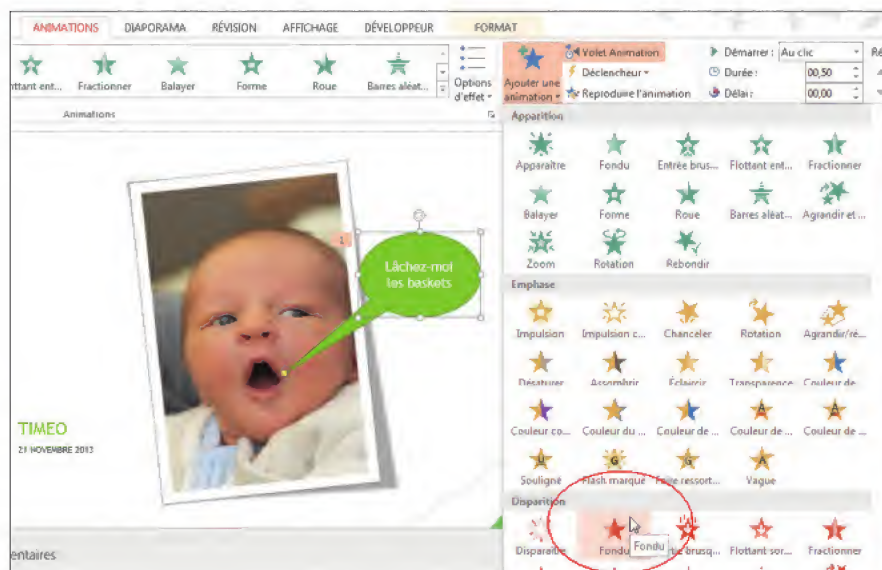 ANIMATIONS DIAPORAMA RÉVISION AFFICHAGE DÉVELOPPEUR FORMAT
ttant ent... Fractionner Balayer Forme Roue Barres aléat...
Options d'effet
Ajouter une animation
Volet Animation
Déclencheur
Reproduire l'animation
Démarrer : Au clic
Durée : 00,50
Délai : 00,00
Ré
Animations
Apparition
Apparaître Fondu Entrée brus... Flottant ent... Fractionner
Balayer Forme Roue Barres aléat... Agrandir et ...
Zoom Rotation Rebondir
Emphase
Impulsion Impulsion c... Chanceler Rotation Agrandir/ré...
Désaturer Assombrir Éclaircir Transparence Couleur de ...
Couleur co... Couleur du ... Couleur de ... Couleur de ... Couleur de ...
Souligné Flash marqué Faire ressort... Vague
Disparition
Disparaître Fondu brusq... Flottant sor... Fractionner
Fondu
1
Lâchez-moi
les baskets
TIMEO
21 NOVEMBRE 2013
entaires